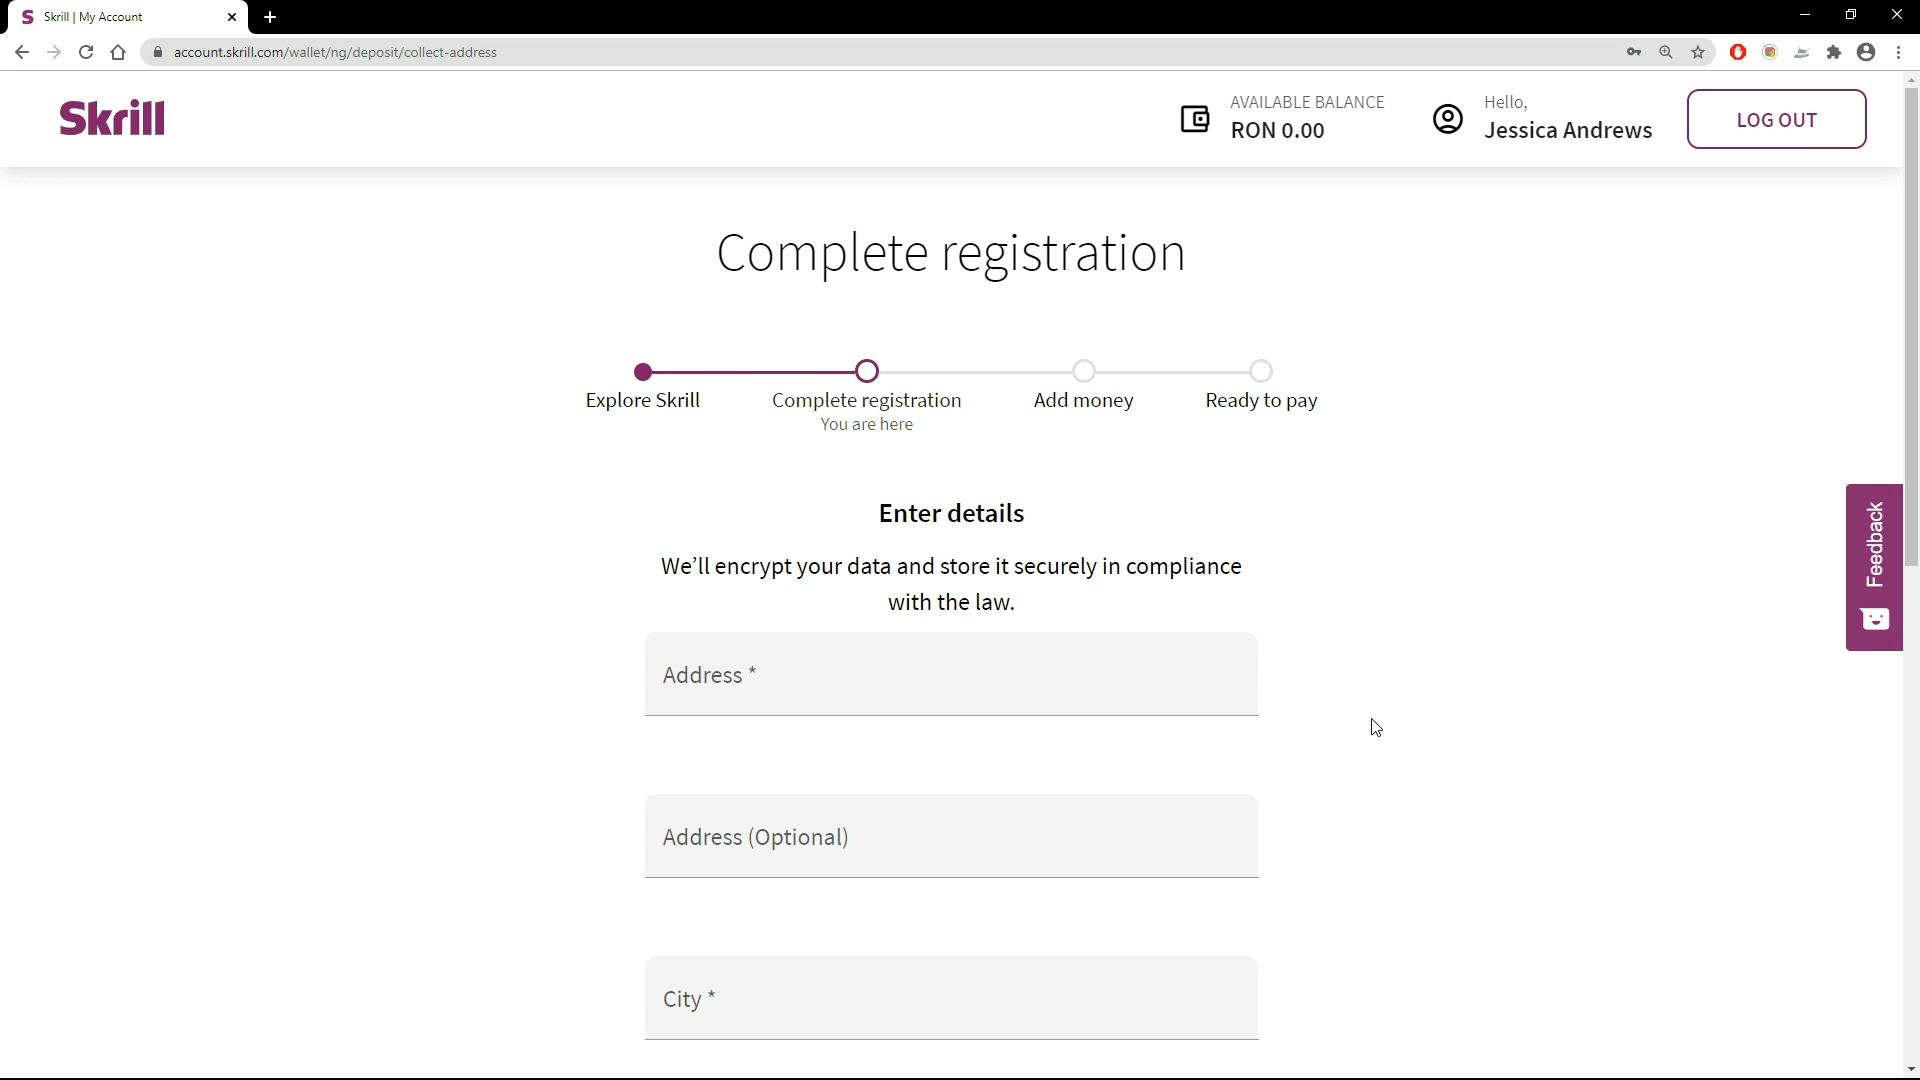 Skrill | My Account
account.skrill.com/wallet/ng/deposit/collect-address
Skrill
AVAILABLE BALANCE
RON 0.00
Hello,
Jessica Andrews
LOG OUT
Complete registration
Explore Skrill
Complete registration
You are here
Add money
Ready to pay
Enter details
We’ll encrypt your data and store it securely in compliance
with the law.
Feedback
Address *
Address (Optional)
City *